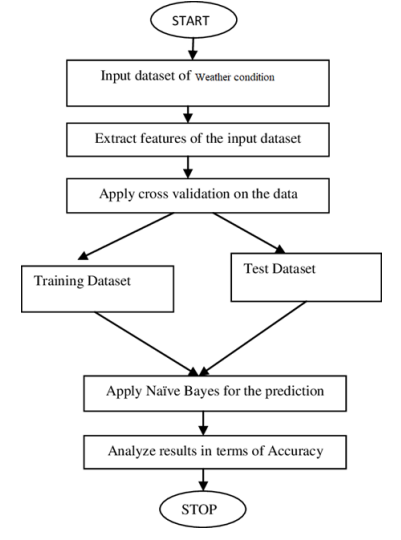 START
Input dataset of Weather condition
Extract features of the input dataset
Apply cross validation on the data
Training Dataset
Test Dataset
Apply Naïve Bayes for the prediction
Analyze results in terms of Accuracy
STOP